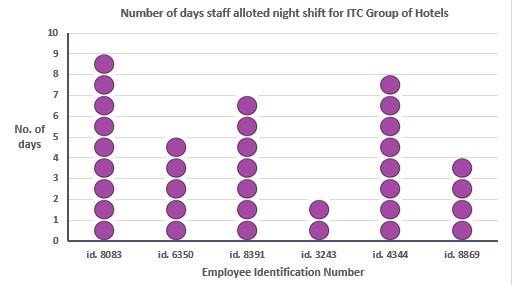 Number of days staff alloted night shift for ITC Group of Hotels
10
9
8
7
6
5
4
3
2
1
0
No. of
days
id. 8083 id. 6350 id. 8391 id. 3243 id. 4344 id. 8869
Employee Identification Number